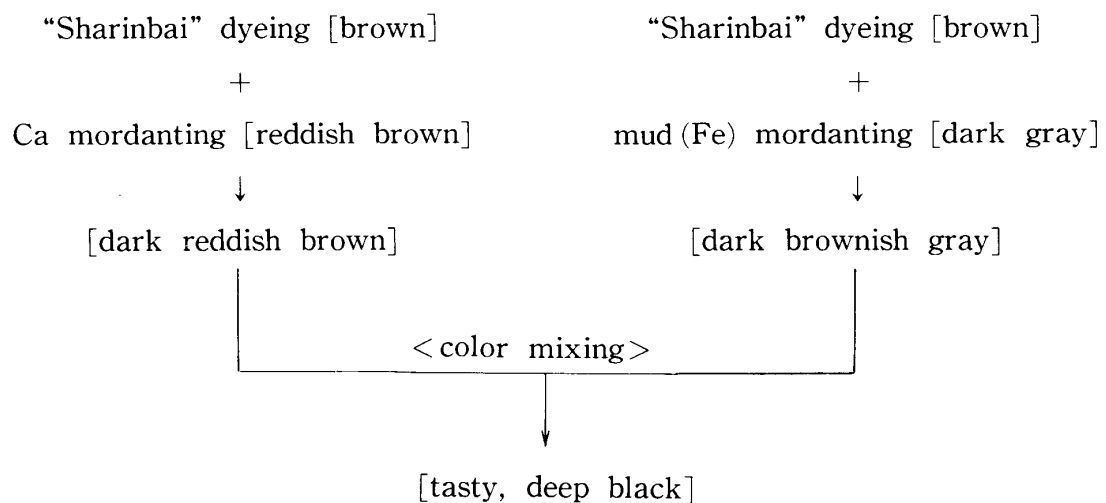 “Sharinbai” dyeing [brown] “Sharinbai” dyeing [brown]
+ +
Ca mordanting [reddish brown] mud (Fe) mordanting [dark gray]
↓ ↓
[dark reddish brown] [dark brownish gray]
<color mixing>
[tasty, deep black]